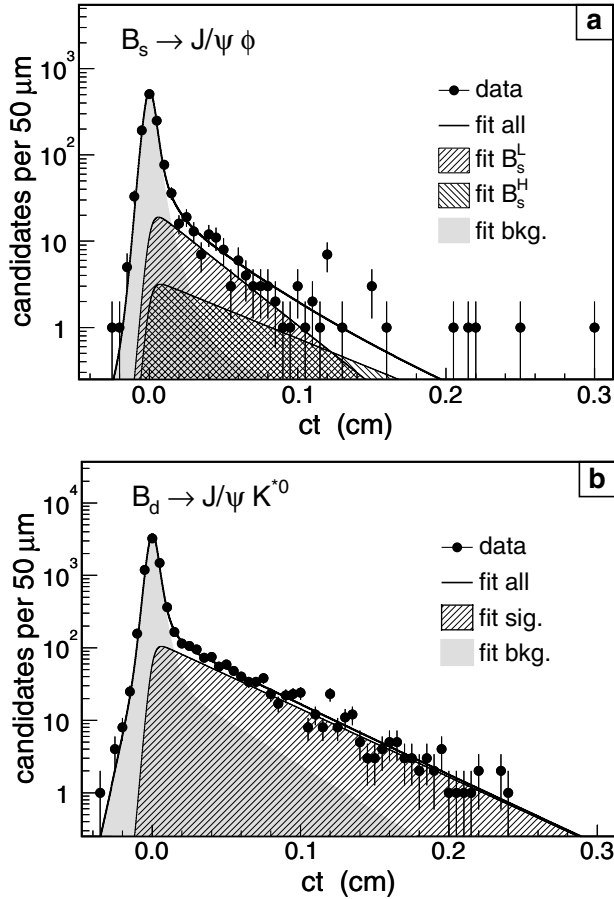 a
B_s → J/ψ φ
data
fit all
fit B_s^L
fit B_s^H
fit bkg.
candidates per 50 μm
10^3
10^2
10
1
0.0 0.1 0.2 0.3
ct (cm)
b
B_d → J/ψ K^{*0}
data
fit all
fit sig.
fit bkg.
candidates per 50 μm
10^4
10^3
10^2
10
1
0.0 0.1 0.2 0.3
ct (cm)